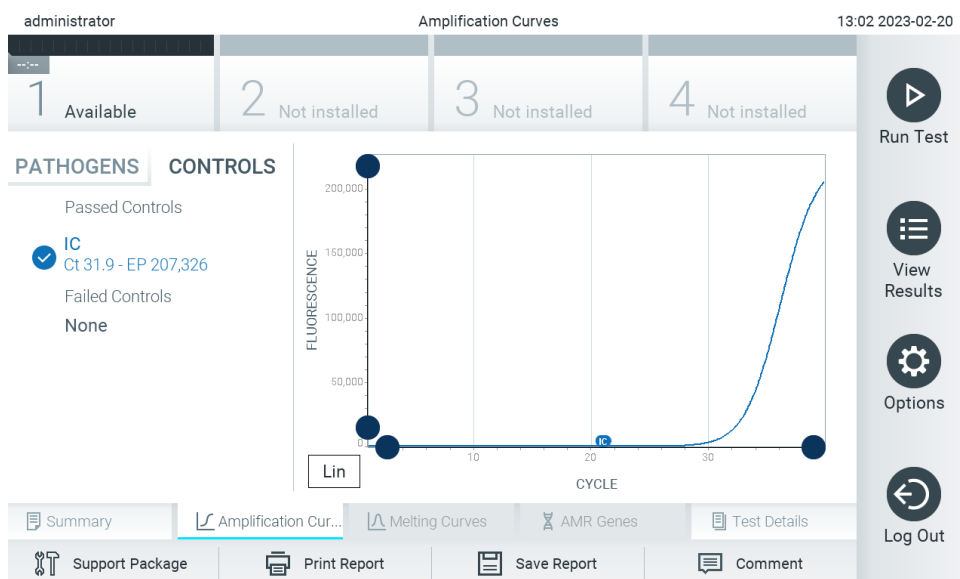 administrator
Amplification Curves
13:02 2023-02-20
--:--
1 Available
2 Not installed
3 Not installed
4 Not installed
Run Test
View
Results
Options
Log Out
PATHOGENS
CONTROLS
Passed Controls
IC
Ct 31.9 - EP 207,326
Failed Controls
None
FLUORESCENCE
200,000
150,000
100,000
50,000
0
IC
10
20
30
CYCLE
Lin
Summary
Amplification Cur...
Melting Curves
AMR Genes
Test Details
Support Package
Print Report
Save Report
Comment